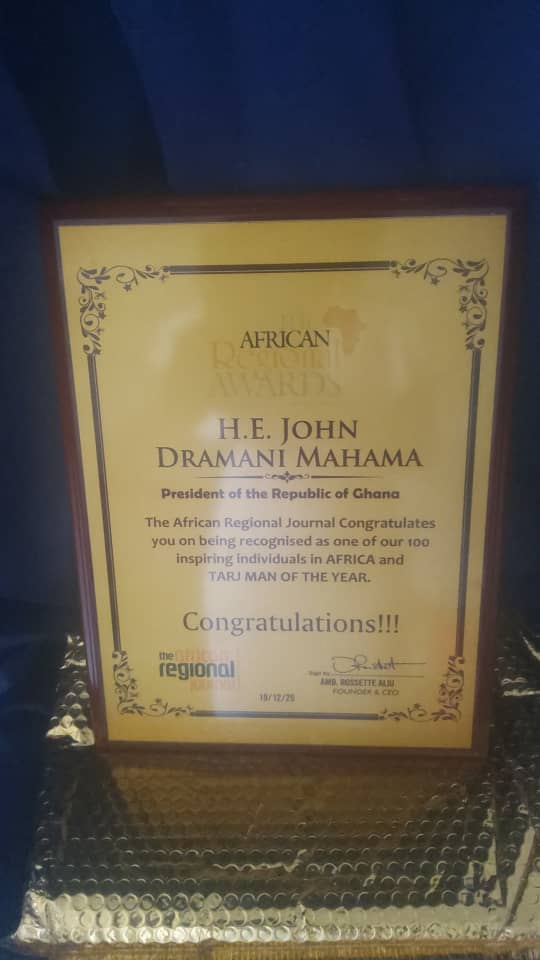 AFRICAN
Regional
AWARDS
H.E. JOHN
DRAMANI MAHAMA
President of the Republic of Ghana
The African Regional Journal Congratulates
you on being recognised as one of our 100
inspiring individuals in AFRICA and
TARJ MAN OF THE YEAR.
Congratulations!!!
the african
regional
journal
19/12/25
AMB. ROSSETTE ALIU
FOUNDER & CEO